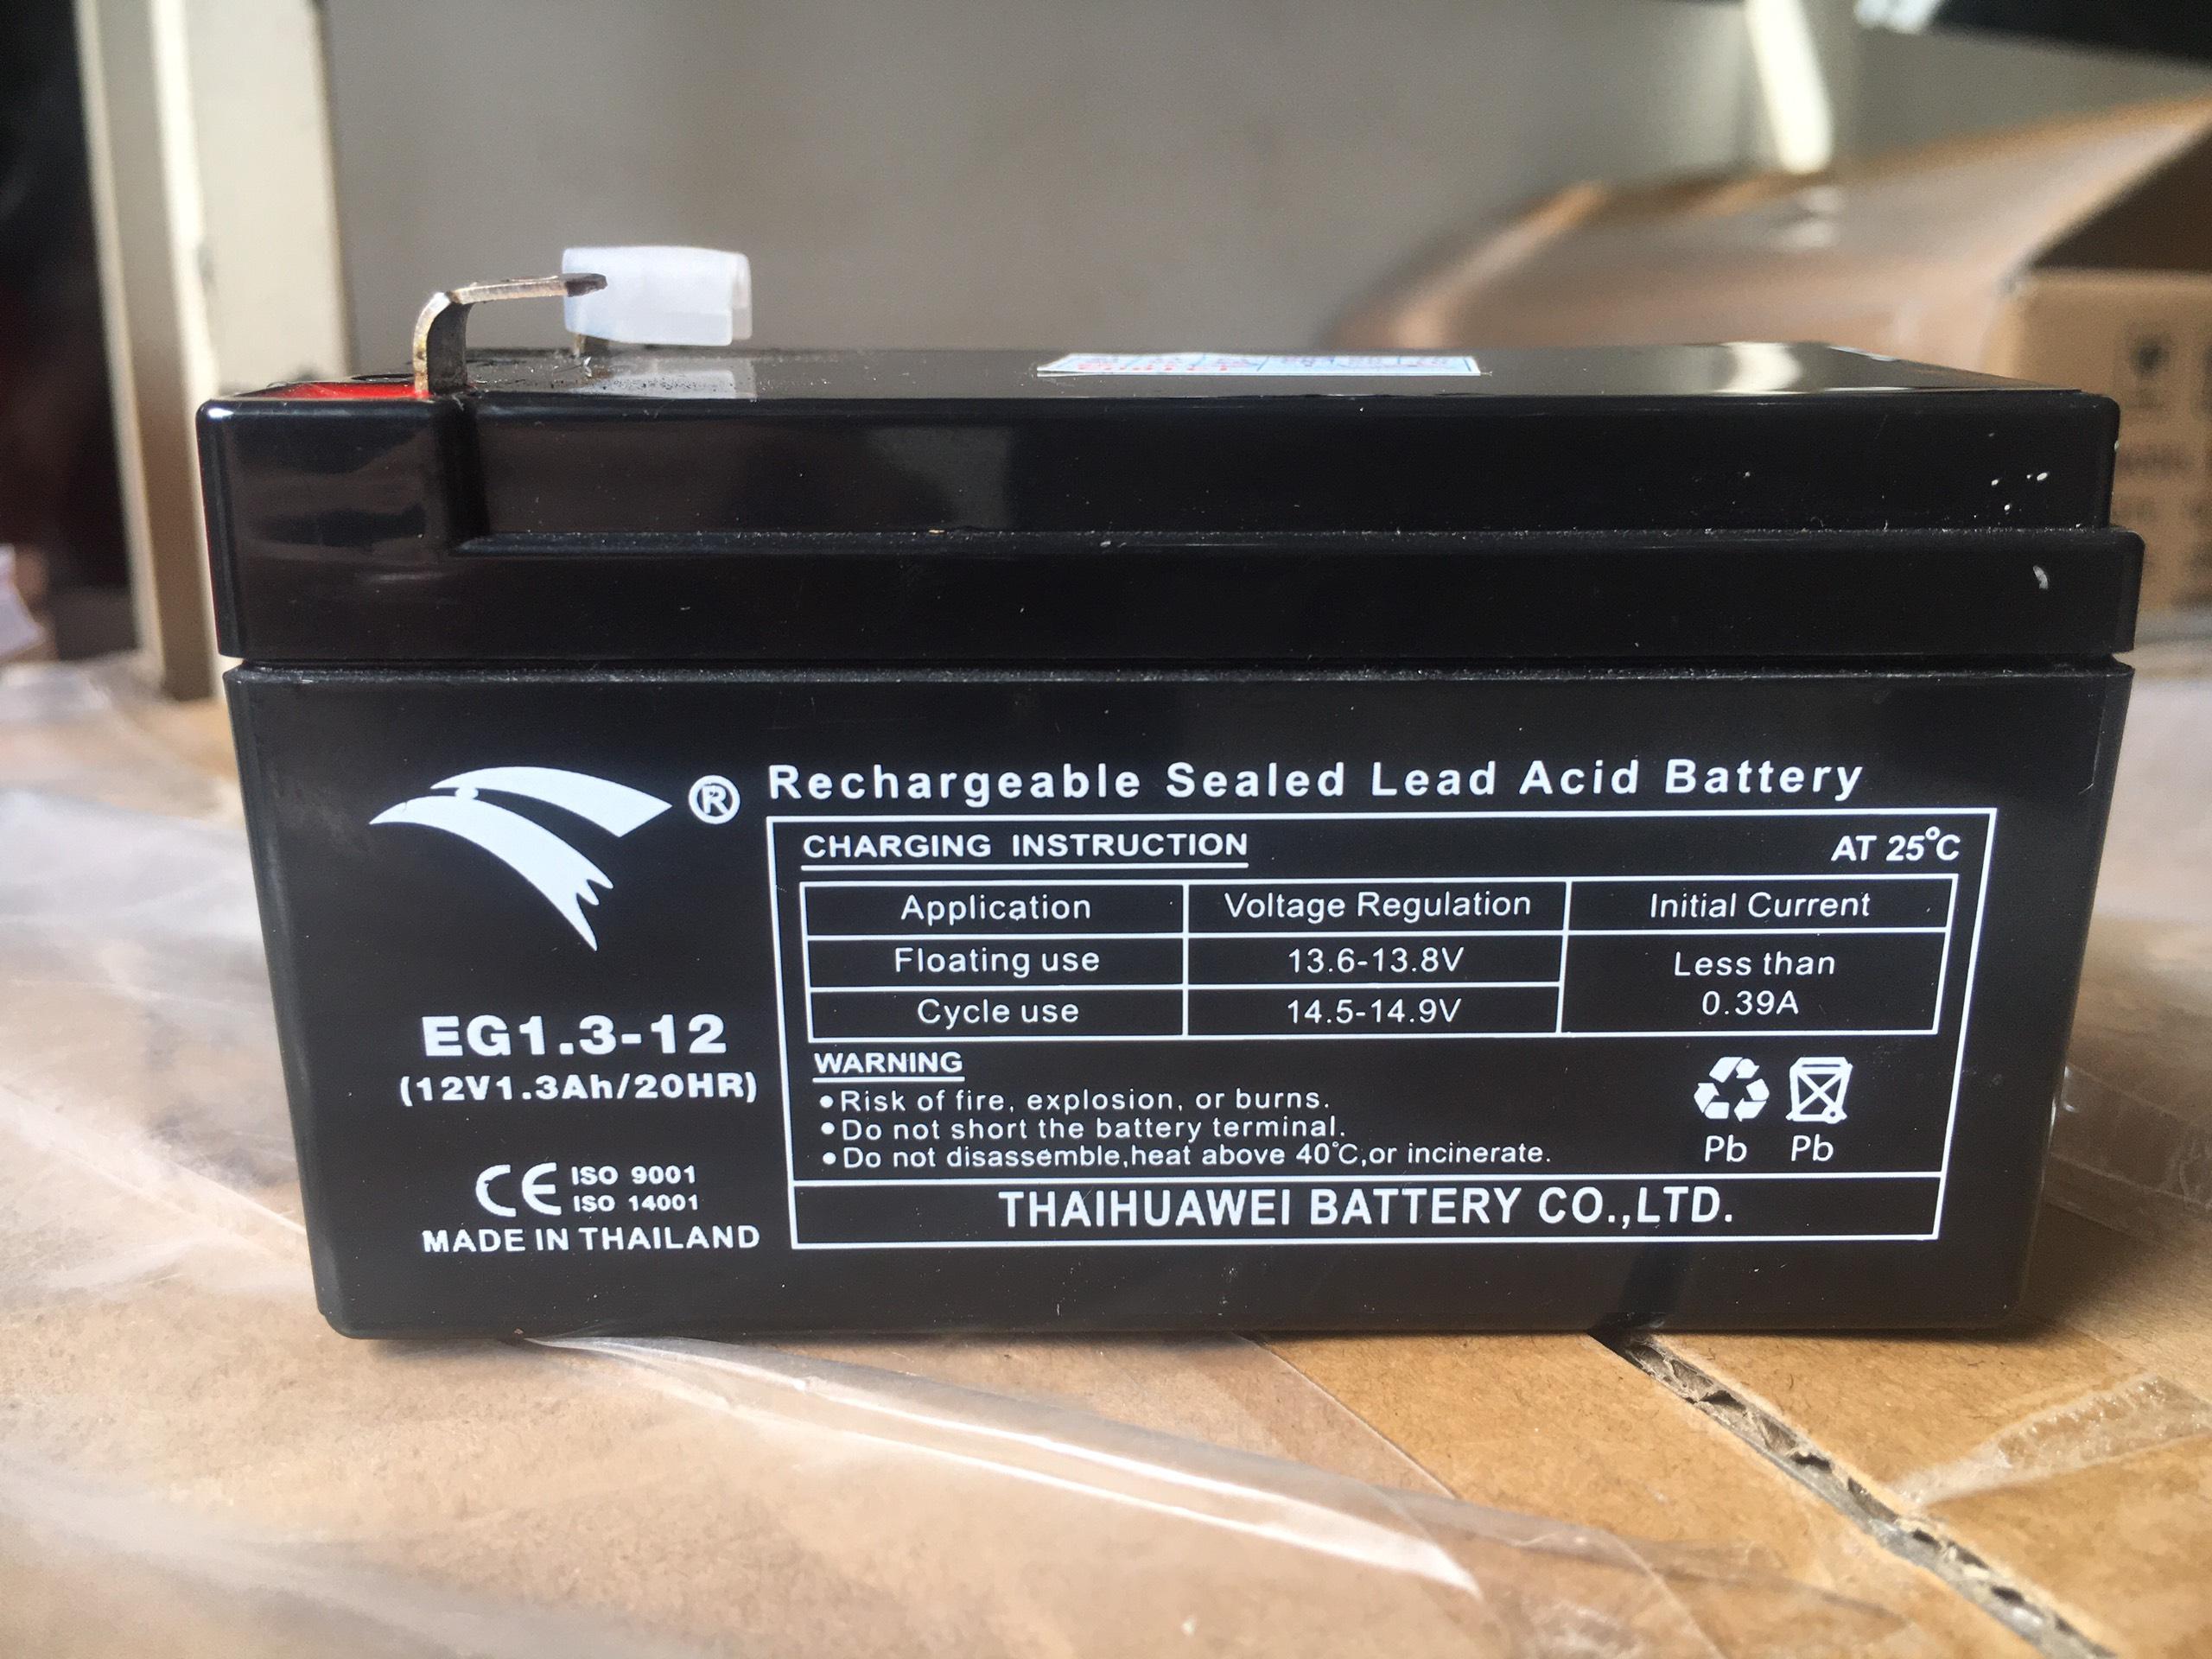 ®
Rechargeable Sealed Lead Acid Battery
CHARGING INSTRUCTION
AT 25°C
Application Voltage Regulation Initial Current
Floating use 13.6-13.8V Less than 0.39A
Cycle use 14.5-14.9V
EG1.3-12
(12V1.3Ah/20HR)
WARNING
•Risk of fire, explosion, or burns.
•Do not short the battery terminal.
•Do not disassemble,heat above 40°C,or incinerate.
Pb Pb
CE ISO 9001
ISO 14001
MADE IN THAILAND
THAIHUAWEI BATTERY CO.,LTD.